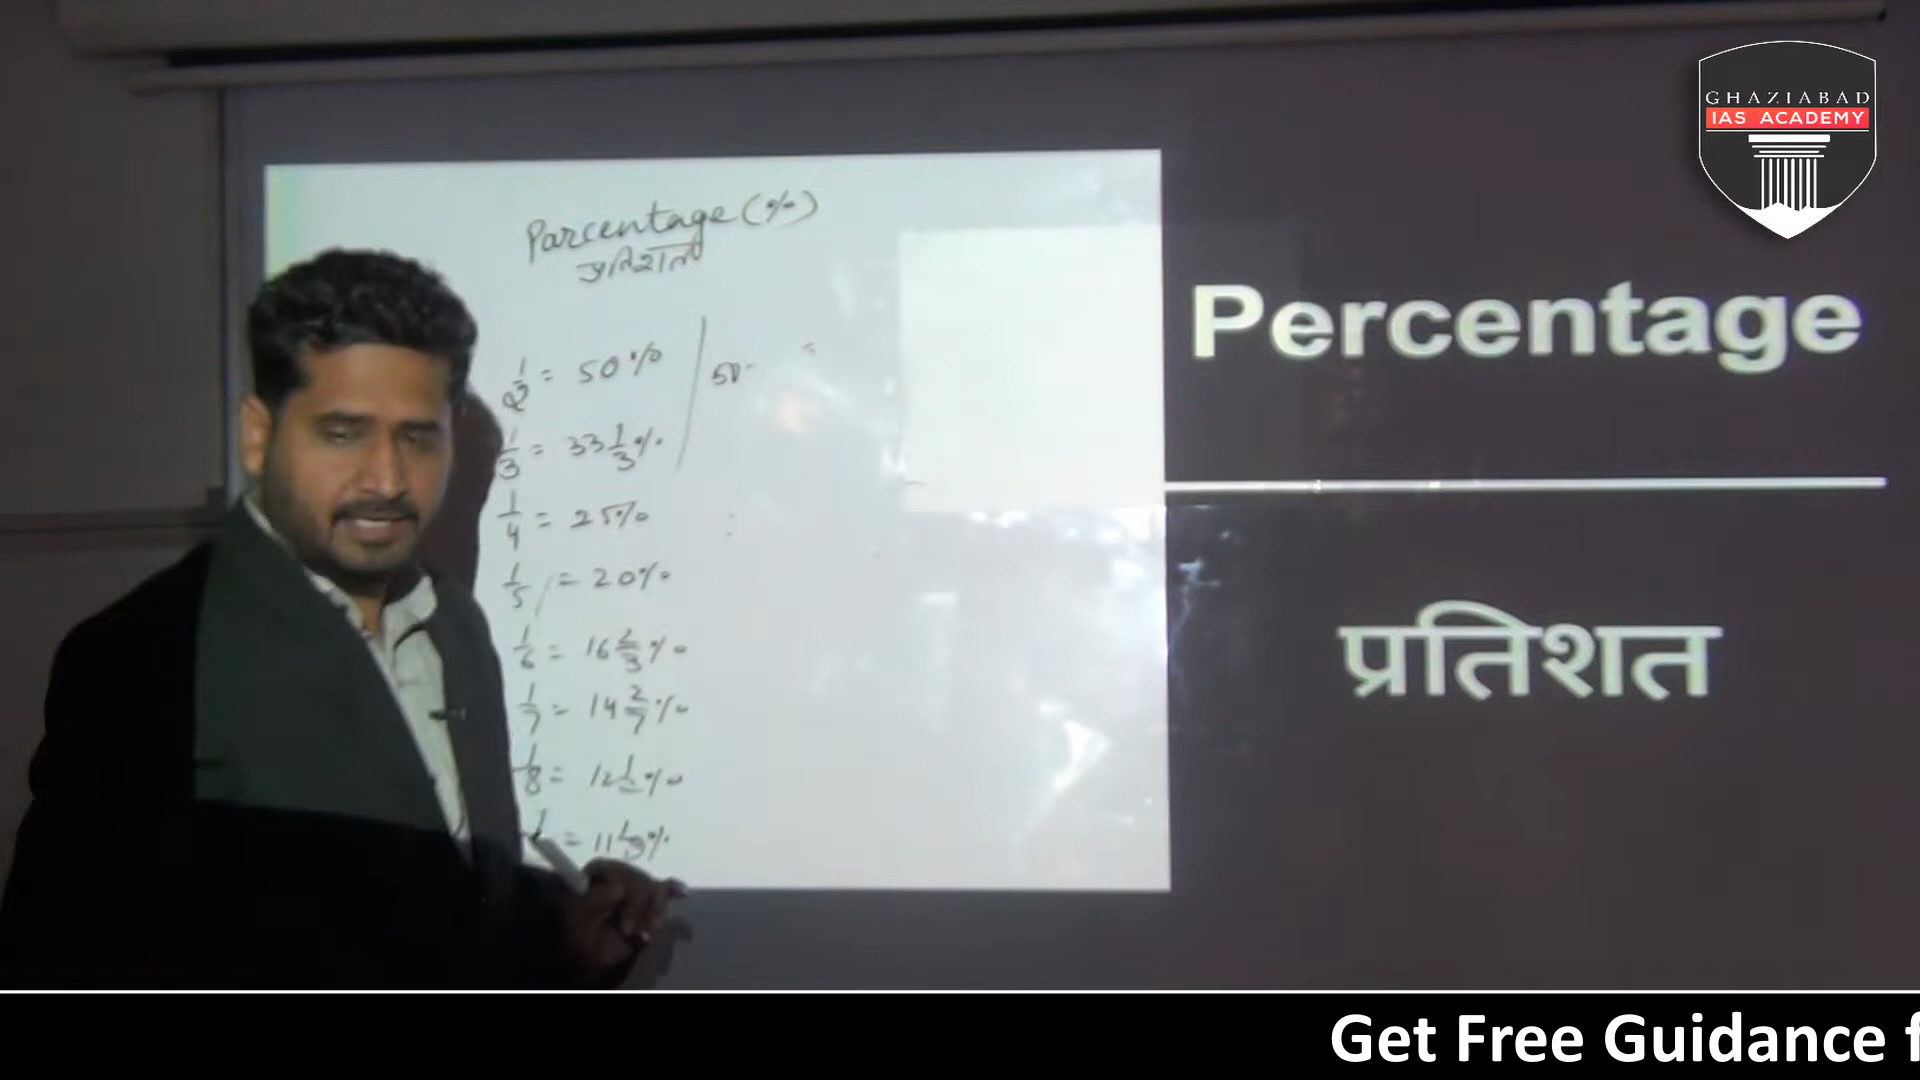 GHAZIABAD
IAS ACADEMY
Parcentage (%)
प्रतिशत
1/2 = 50%
50
1/3 = 33 1/3 %
1/4 = 25%
1/5 = 20%
1/6 = 16 2/3 %
1/7 = 14 2/7 %
1/8 = 12 1/2 %
= 11 1/9 %
Percentage
प्रतिशत
Get Free Guidance f